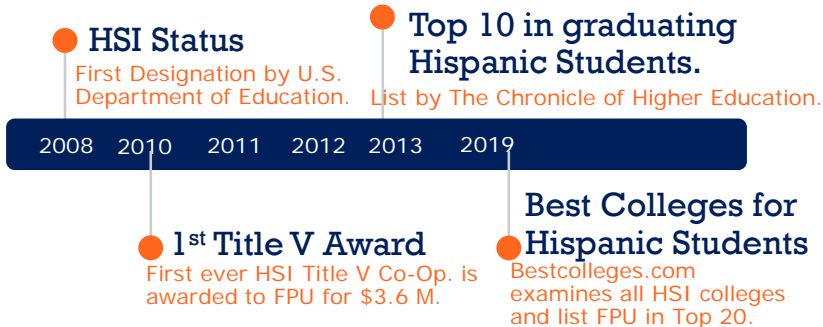 HSI Status
First Designation by U.S.
Department of Education.
Top 10 in graduating
Hispanic Students.
List by The Chronicle of Higher Education.
2008 2010 2011 2012 2013 2019
1st Title V Award
First ever HSI Title V Co-Op. is
awarded to FPU for $3.6 M.
Best Colleges for
Hispanic Students
Bestcolleges.com
examines all HSI colleges
and list FPU in Top 20.